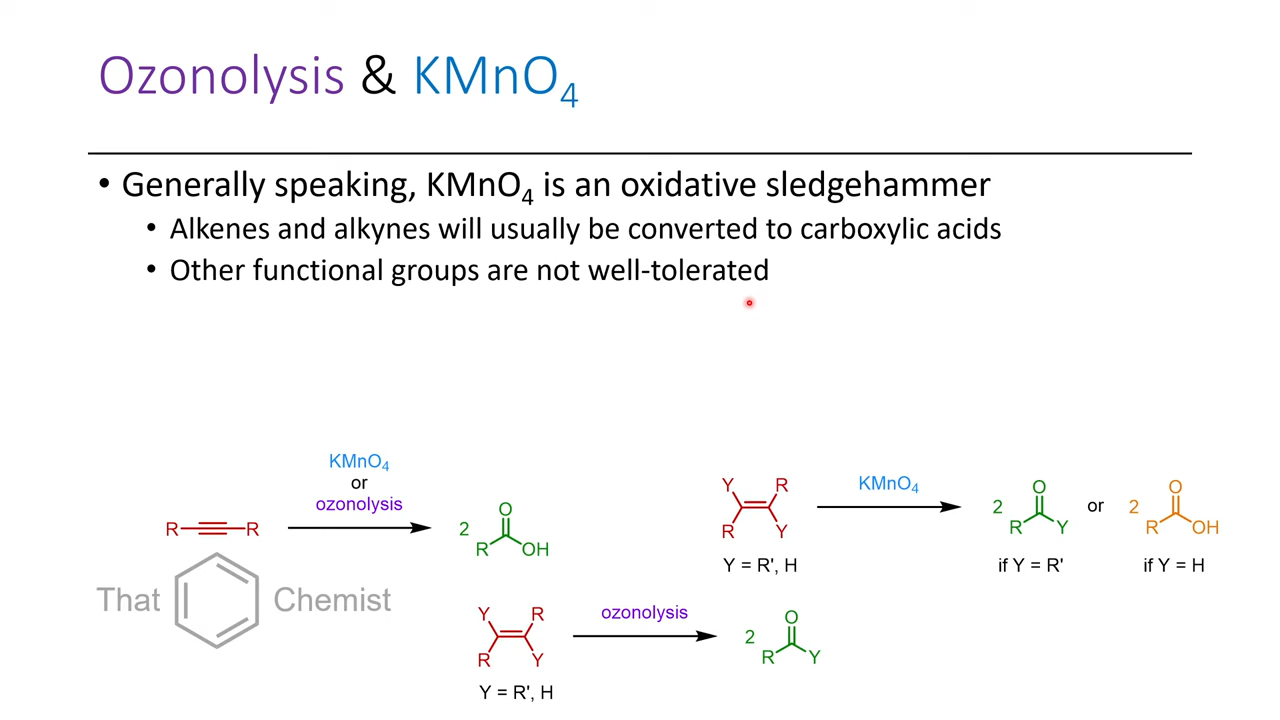 Ozonolysis & KMnO₄
• Generally speaking, KMnO₄ is an oxidative sledgehammer
• Alkenes and alkynes will usually be converted to carboxylic acids
• Other functional groups are not well-tolerated
KMnO₄
or
ozonolysis
R R
2 O R OH
Y R R Y
Y = R', H
KMnO₄
2 O R Y
if Y = R'
or
2 O R OH
if Y = H
That Chemist
Y R R Y
Y = R', H
ozonolysis
2 O R Y